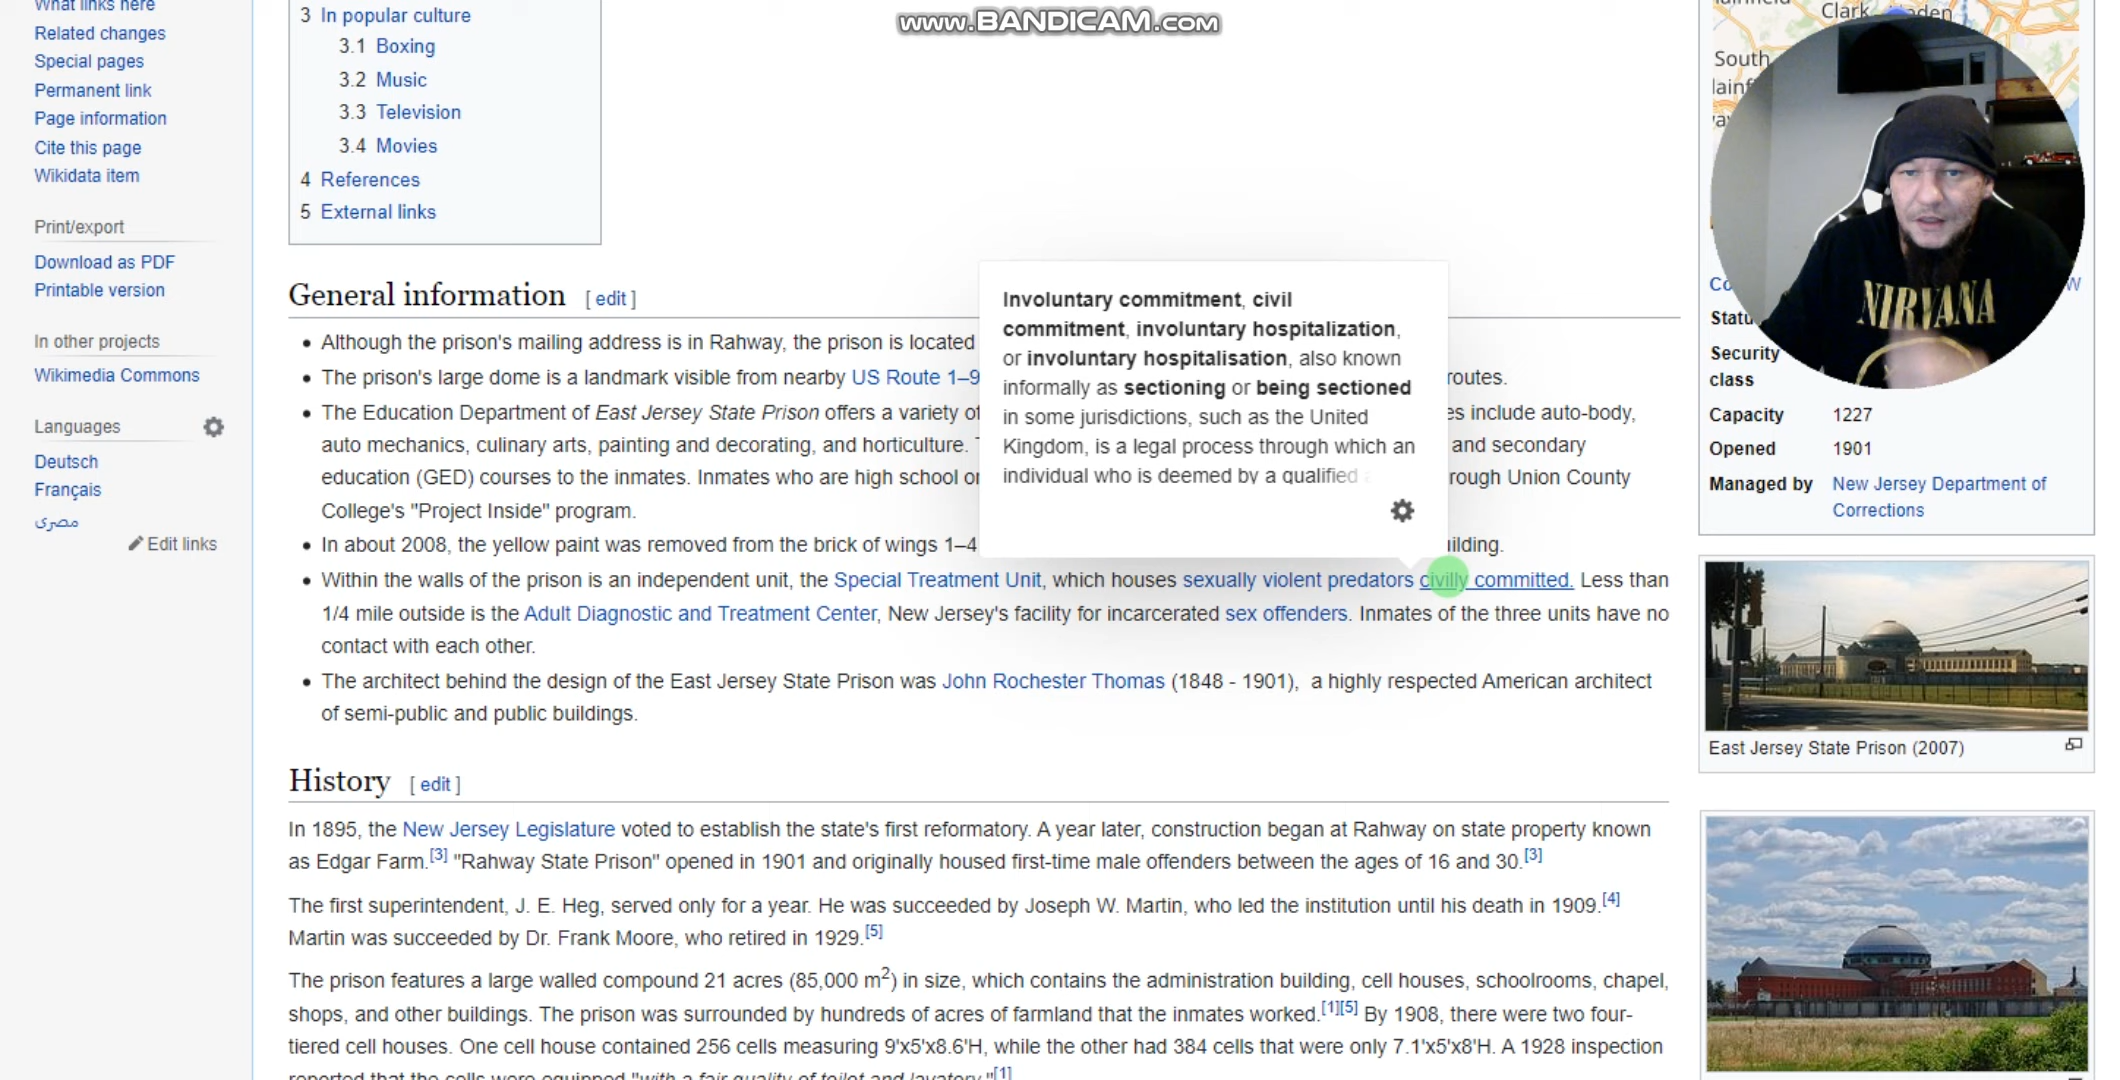 www.BANDICAM.com
What links here
Related changes
Special pages
Permanent link
Page information
Cite this page
Wikidata item
Print/export
Download as PDF
Printable version
In other projects
Wikimedia Commons
Languages
Deutsch
Français
مصرى
Edit links
3 In popular culture
3.1 Boxing
3.2 Music
3.3 Television
3.4 Movies
4 References
5 External links
General information [ edit ]
Although the prison's mailing address is in Rahway, the prison is located
The prison's large dome is a landmark visible from nearby US Route 1–9 routes.
The Education Department of East Jersey State Prison offers a variety of es include auto-body,
auto mechanics, culinary arts, painting and decorating, and horticulture. and secondary
education (GED) courses to the inmates. Inmates who are high school or rough Union County
College's "Project Inside" program.
In about 2008, the yellow paint was removed from the brick of wings 1–4 ilding.
Within the walls of the prison is an independent unit, the Special Treatment Unit, which houses sexually violent predators civilly committed. Less than
1/4 mile outside is the Adult Diagnostic and Treatment Center, New Jersey's facility for incarcerated sex offenders. Inmates of the three units have no
contact with each other.
The architect behind the design of the East Jersey State Prison was John Rochester Thomas (1848 - 1901), a highly respected American architect
of semi-public and public buildings.
Involuntary commitment, civil
commitment, involuntary hospitalization,
or involuntary hospitalisation, also known
informally as sectioning or being sectioned
in some jurisdictions, such as the United
Kingdom, is a legal process through which an
individual who is deemed by a qualified
History [ edit ]
In 1895, the New Jersey Legislature voted to establish the state's first reformatory. A year later, construction began at Rahway on state property known
as Edgar Farm.[3] "Rahway State Prison" opened in 1901 and originally housed first-time male offenders between the ages of 16 and 30.[3]
The first superintendent, J. E. Heg, served only for a year. He was succeeded by Joseph W. Martin, who led the institution until his death in 1909.[4]
Martin was succeeded by Dr. Frank Moore, who retired in 1929.[5]
The prison features a large walled compound 21 acres (85,000 m2) in size, which contains the administration building, cell houses, schoolrooms, chapel,
shops, and other buildings. The prison was surrounded by hundreds of acres of farmland that the inmates worked.[1][5] By 1908, there were two four-
tiered cell houses. One cell house contained 256 cells measuring 9'x5'x8.6'H, while the other had 384 cells that were only 7.1'x5'x8'H. A 1928 inspection
reported that the cells were equipped "with a fair quality of toilet and lavatory."[1]
Clark
South
NIRVANA
Co W
Statu
Security
class
Capacity 1227
Opened 1901
Managed by New Jersey Department of
Corrections
East Jersey State Prison (2007)